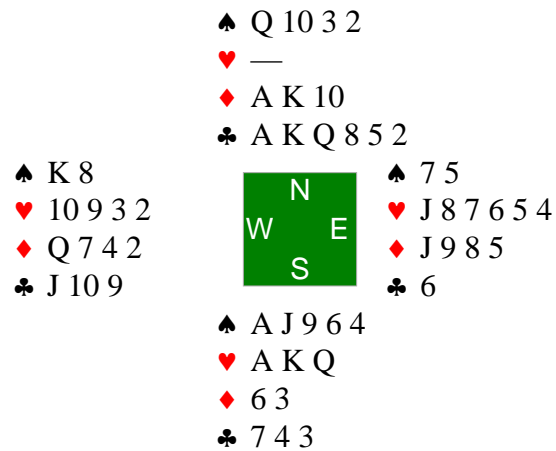 ♠ Q 10 3 2
♥ —
♦ A K 10
♣ A K Q 8 5 2
♠ K 8
♥ 10 9 3 2
♦ Q 7 4 2
♣ J 10 9
N
W E
S
♠ 7 5
♥ J 8 7 6 5 4
♦ J 9 8 5
♣ 6
♠ A J 9 6 4
♥ A K Q
♦ 6 3
♣ 7 4 3